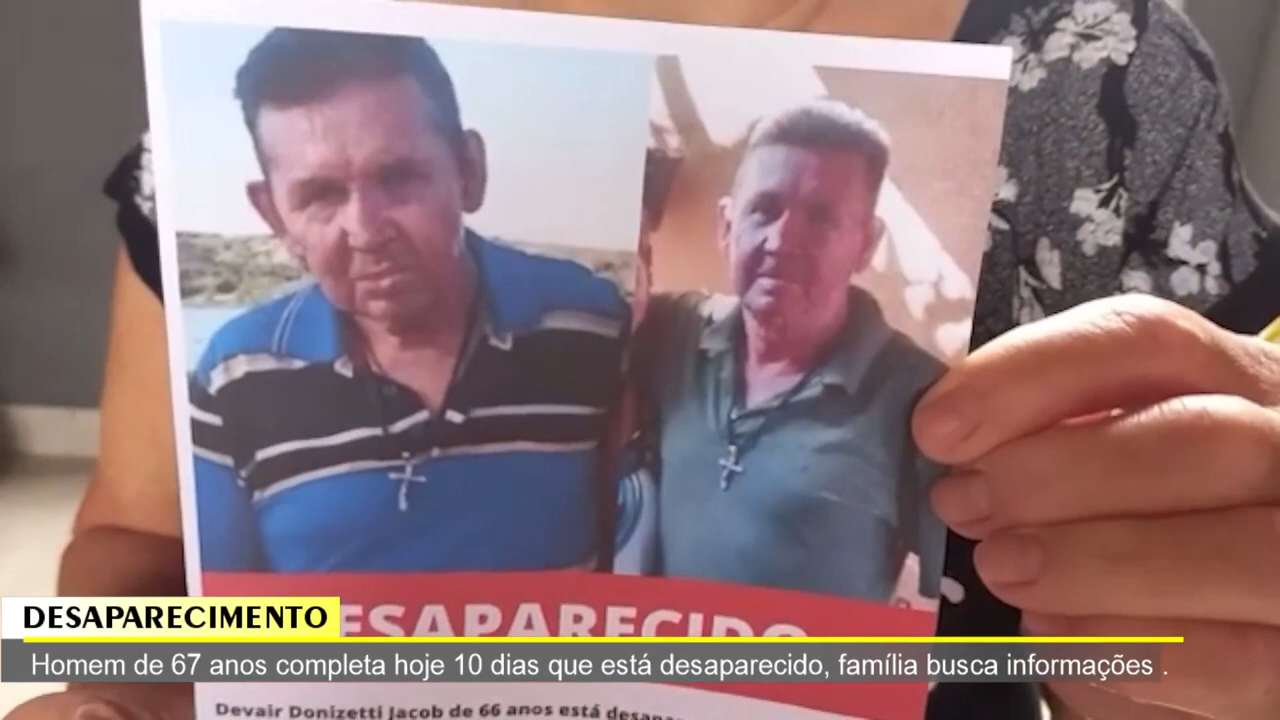 ESAPARECIDO
DESAPARECIMENTO
Homem de 67 anos completa hoje 10 dias que está desaparecido, família busca informações .
Devair Donizetti Jacob de 66 anos está